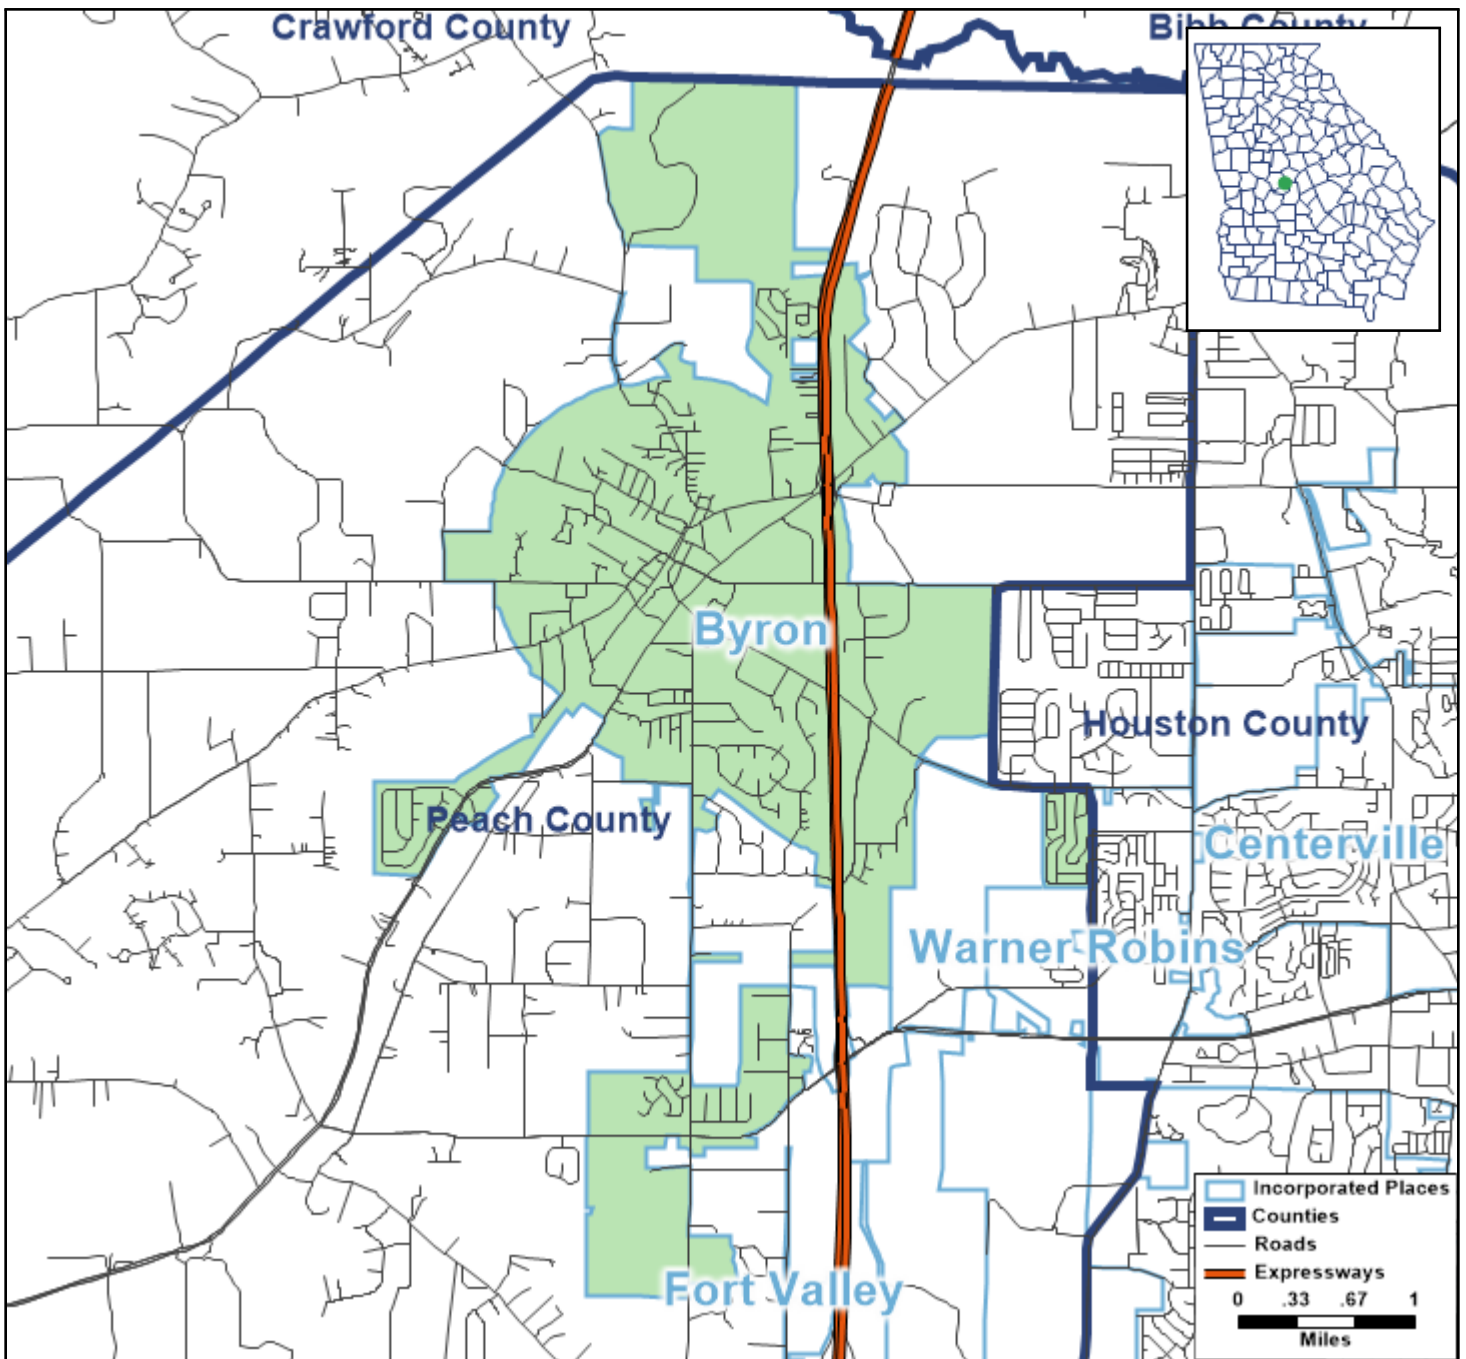 Crawford County
Bibb County
Byron
Houston County
Peach County
Centerville
Warner Robins
Fort Valley
Incorporated Places
Counties
Roads
Expressways
0 .33 .67 1
Miles